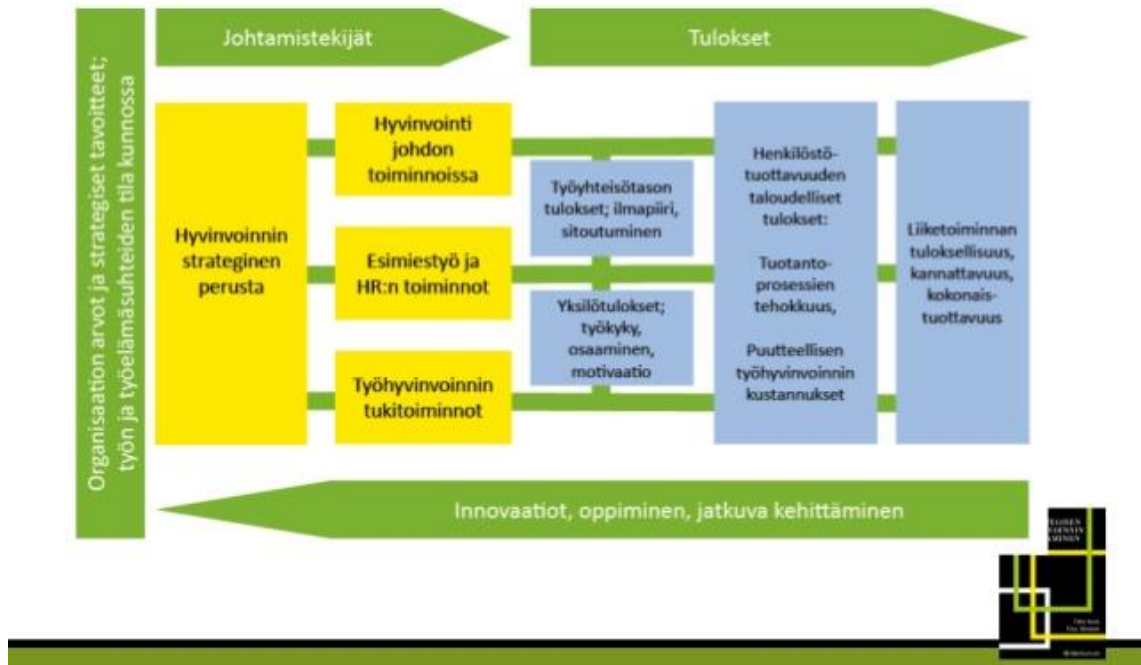 Organisaation arvot ja strategiset tavoitteet;
työn ja työelämäsuhteiden tila kunnossa
Johtamistekijät
Tulokset
Hyvinvoinnin
strateginen
perusta
Hyvinvointi
johdon
toiminnoissa
Esimiestyö ja
HR:n toiminnot
Työhyvinvoinnin
tukitoiminnot
Työyhteisötason
tulokset; ilmapiiri,
sitoutuminen
Yksilötulokset;
työkyky,
osaaminen,
motivaatio
Henkilöstö-
tuottavuuden
taloudelliset
tulokset:
Tuotanto-
prosessien
tehokkuus,
Puutteellisen
työhyvinvoinnin
kustannukset
Liiketoiminnan
tuloksellisuus,
kannattavuus,
kokonais-
tuottavuus
Innovaatiot, oppiminen, jatkuva kehittäminen